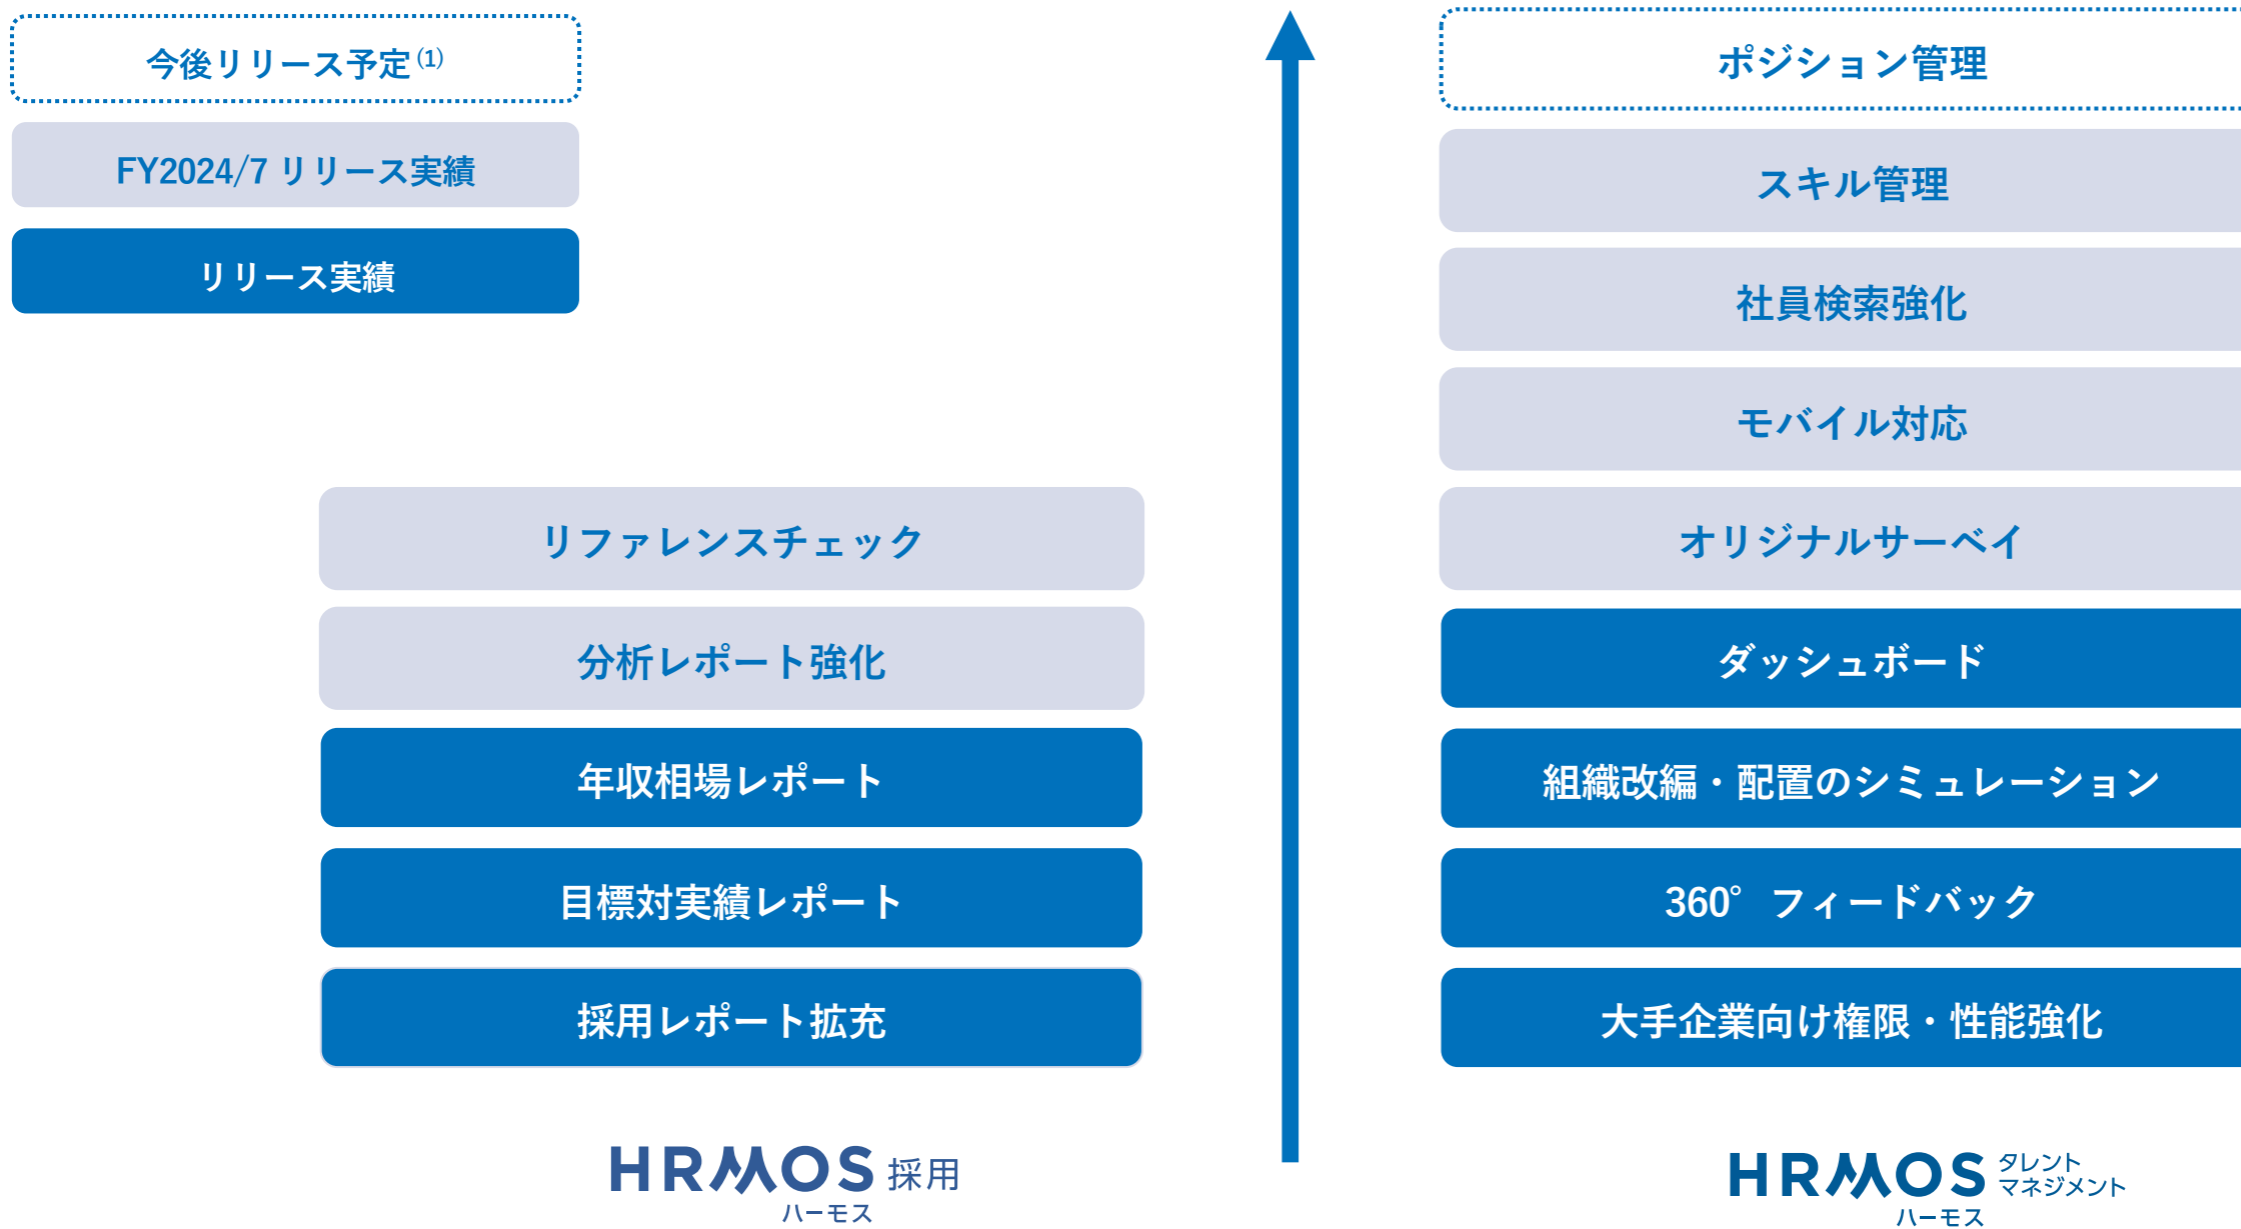 今後リリース予定(1)
FY2024/7 リリース実績
リリース実績
リファレンスチェック
分析レポート強化
年収相場レポート
目標対実績レポート
採用レポート拡充
HRMOS 採用
ハーモス
ポジション管理
スキル管理
社員検索強化
モバイル対応
オリジナルサーベイ
ダッシュボード
組織改編・配置のシミュレーション
360° フィードバック
大手企業向け権限・性能強化
HRMOS タレント
マネジメント
ハーモス